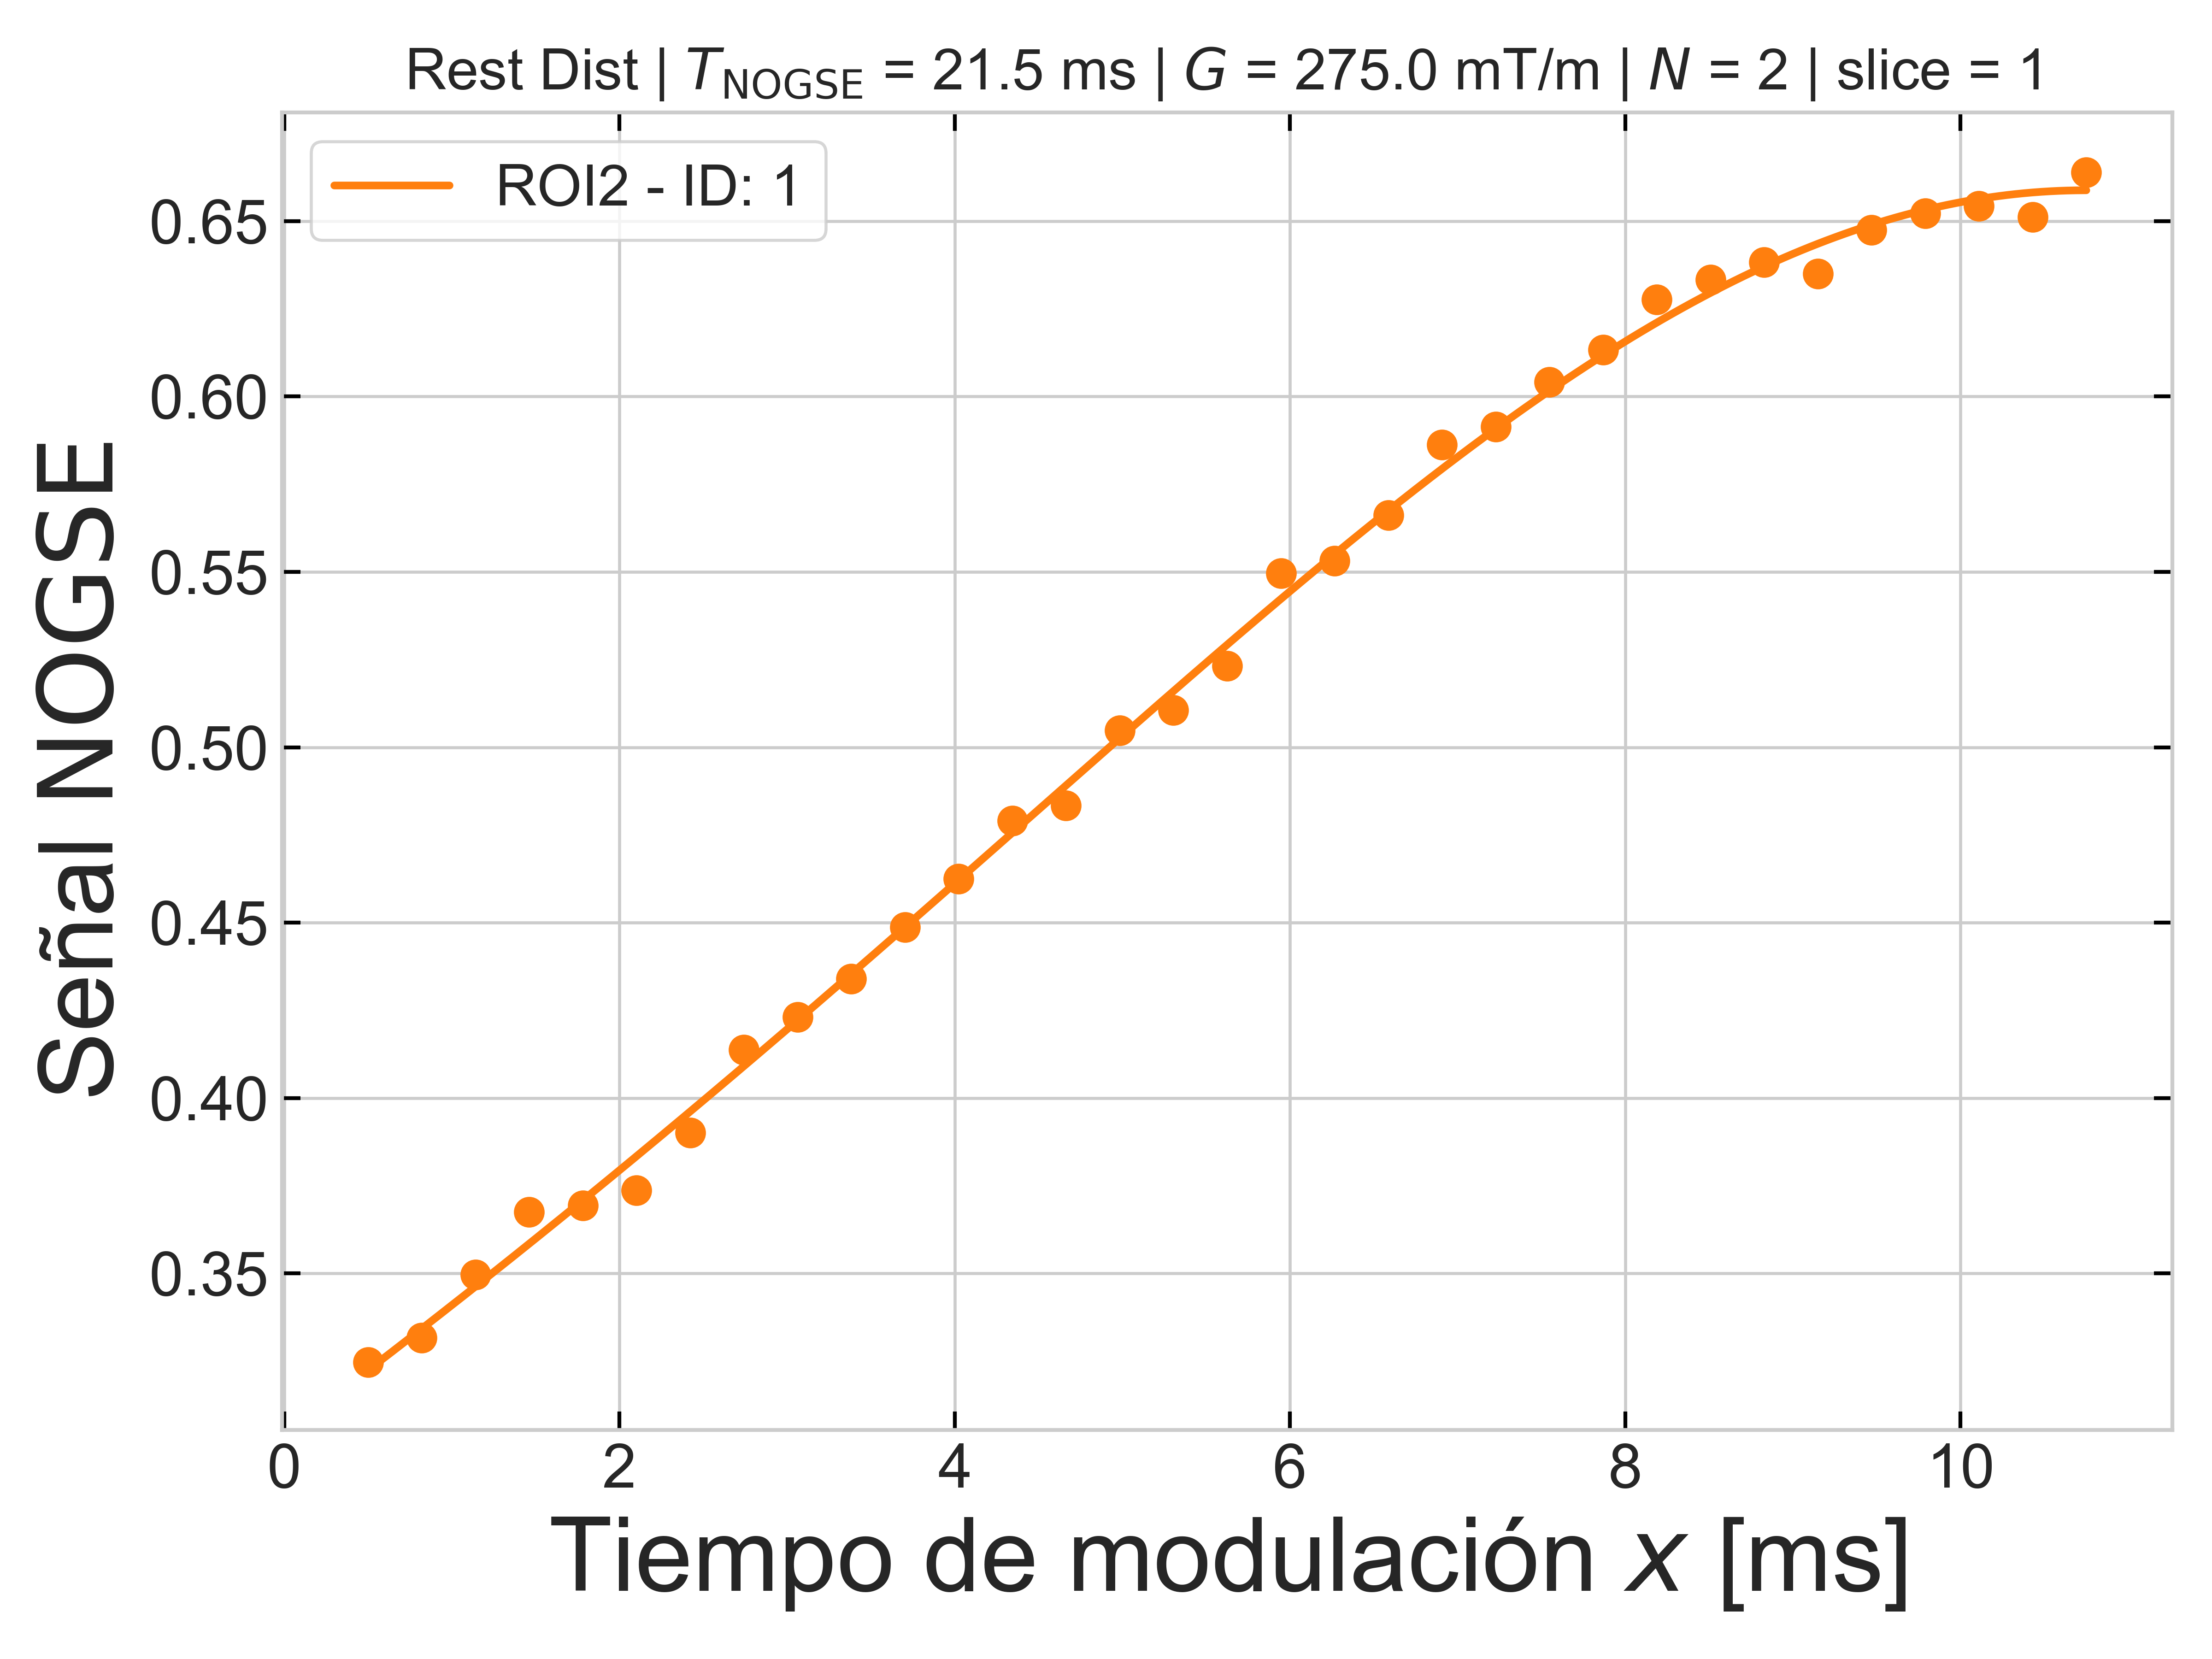 Rest Dist | T_NOGSE = 21.5 ms | G = 275.0 mT/m | N = 2 | slice = 1
ROI2 - ID: 1
0.65
0.60
0.55
0.50
0.45
0.40
0.35
Señal NOGSE
0 2 4 6 8 10
Tiempo de modulación x [ms]